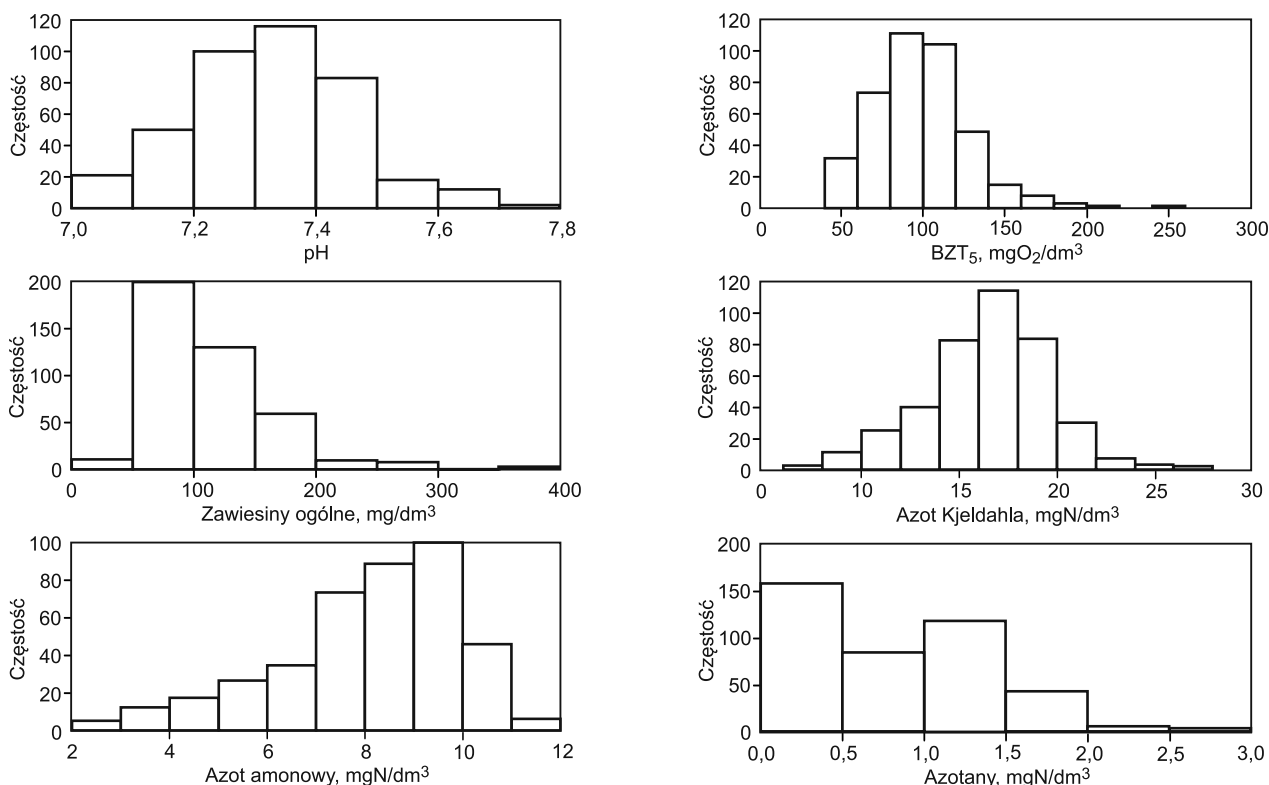 120
100
80
60
40
20
0
Częstość
7,0 7,2 7,4 7,6 7,8
pH
120
100
80
60
40
20
0
Częstość
0 50 100 150 200 250 300
BZT5, mgO2/dm3
200
150
100
50
0
Częstość
0 100 200 300 400
Zawiesiny ogólne, mg/dm3
120
100
80
60
40
20
0
Częstość
0 10 15 20 25 30
Azot Kjeldahla, mgN/dm3
100
80
60
40
20
0
Częstość
2 4 6 8 10 12
Azot amonowy, mgN/dm3
200
150
100
50
0
Częstość
0,0 0,5 1,0 1,5 2,0 2,5 3,0
Azotany, mgN/dm3